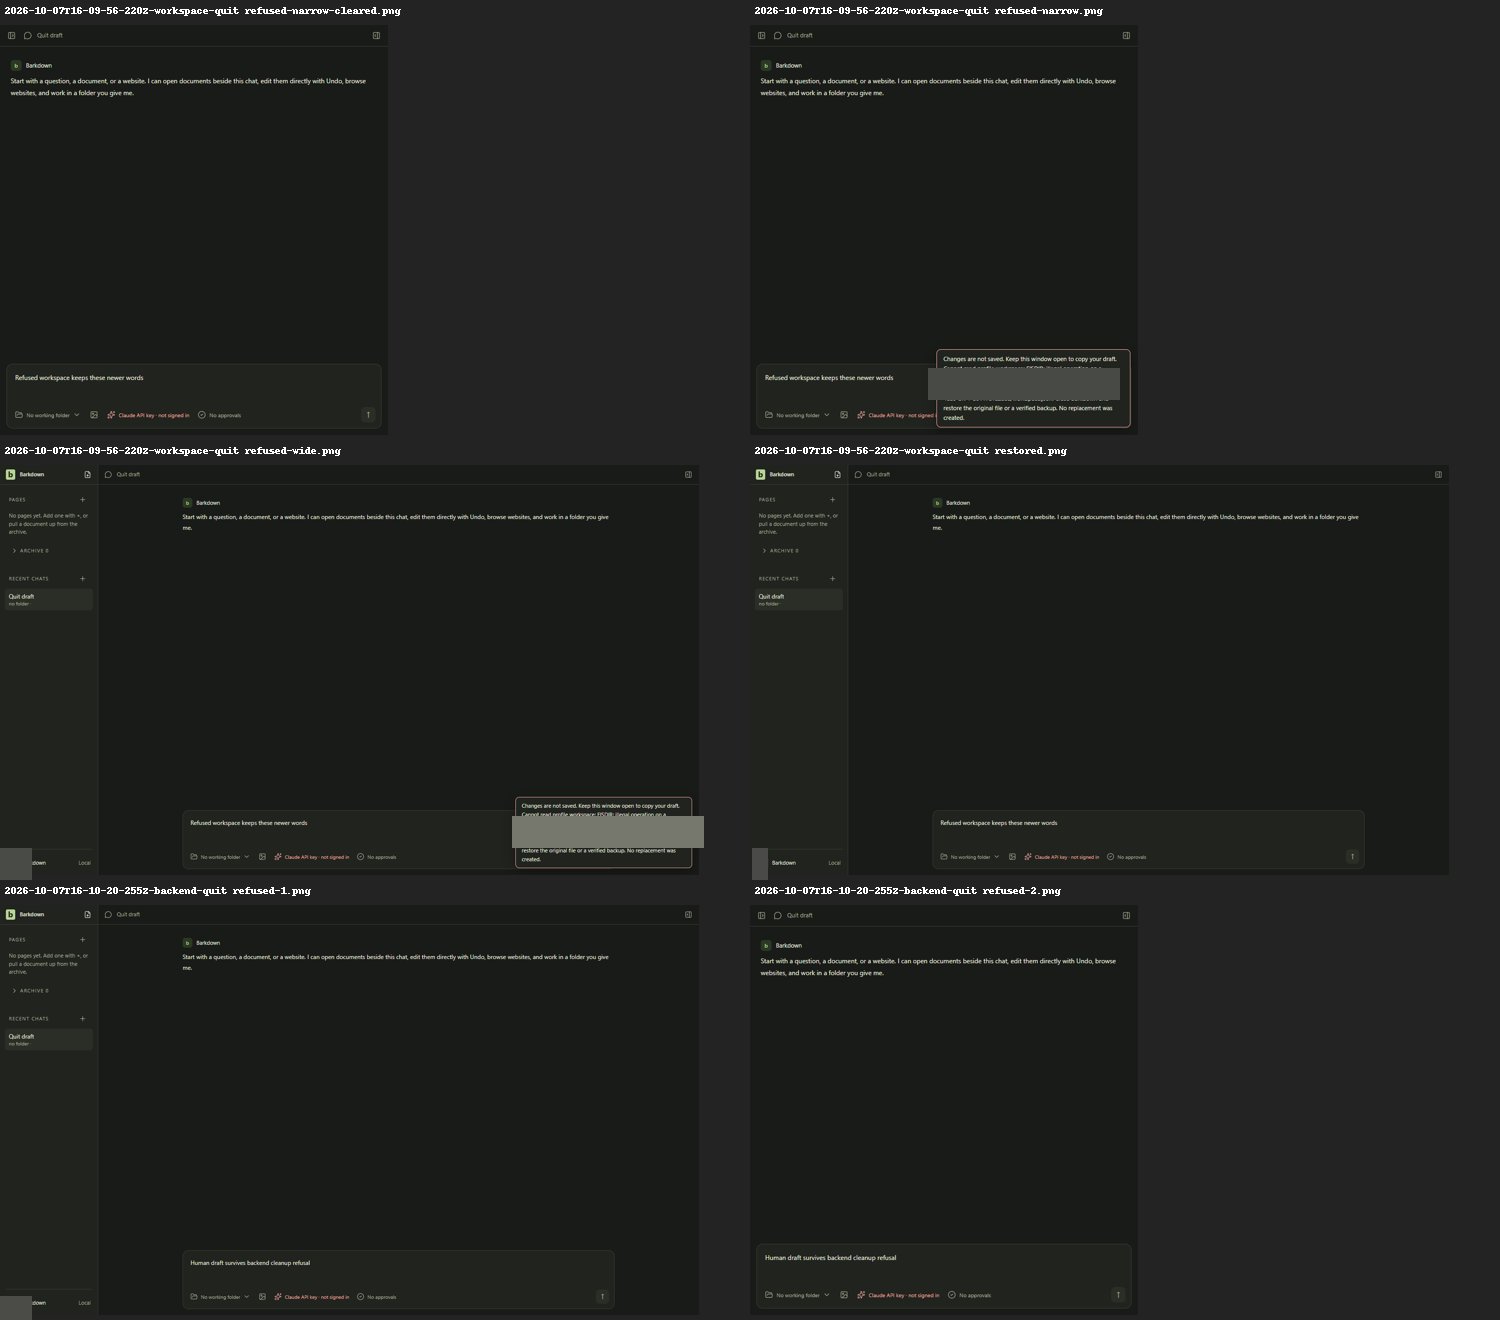 2026-10-07T16-09-56-220z-workspace-quit refused-narrow-cleared.png
Quit draft
b Barkdown
Start with a question, a document, or a website. I can open documents beside this chat, edit them directly with Undo, browse
websites, and work in a folder you give me.
Refused workspace keeps these newer words
No working folder
Claude API key · not signed in
No approvals
2026-10-07T16-09-56-220z-workspace-quit refused-narrow.png
Quit draft
b Barkdown
Start with a question, a document, or a website. I can open documents beside this chat, edit them directly with Undo, browse
websites, and work in a folder you give me.
Refused workspace keeps these newer words
No working folder
Claude API key · not signed in
Changes are not saved. Keep this window open to copy your draft.
restore the original file or a verified backup. No replacement was
created.
2026-10-07T16-09-56-220z-workspace-quit refused-wide.png
b Barkdown
PAGES
No pages yet. Add one with +, or
pull a document up from the
archive.
ARCHIVE 0
RECENT CHATS
Quit draft
no folder ·
Local
Quit draft
b Barkdown
Start with a question, a document, or a website. I can open documents beside this chat, edit them directly with Undo, browse websites, and work in a folder you give
me.
Refused workspace keeps these newer words
No working folder
Claude API key · not signed in
No approvals
Changes are not saved. Keep this window open to copy your draft.
Cannot read profile workspace: EISDIR: illegal operation on a
restore the original file or a verified backup. No replacement was
created.
2026-10-07T16-09-56-220z-workspace-quit restored.png
b Barkdown
PAGES
No pages yet. Add one with +, or
pull a document up from the
archive.
ARCHIVE 0
RECENT CHATS
Quit draft
no folder ·
Barkdown
Local
Quit draft
b Barkdown
Start with a question, a document, or a website. I can open documents beside this chat, edit them directly with Undo, browse websites, and work in a folder you give
me.
Refused workspace keeps these newer words
No working folder
Claude API key · not signed in
No approvals
2026-10-07T16-10-20-255z-backend-quit refused-1.png
b Barkdown
PAGES
No pages yet. Add one with +, or
pull a document up from the
archive.
ARCHIVE 0
RECENT CHATS
Quit draft
no folder ·
Local
Quit draft
b Barkdown
Start with a question, a document, or a website. I can open documents beside this chat, edit them directly with Undo, browse websites, and work in a folder you give
me.
Human draft survives backend cleanup refusal
No working folder
Claude API key · not signed in
No approvals
2026-10-07T16-10-20-255z-backend-quit refused-2.png
Quit draft
b Barkdown
Start with a question, a document, or a website. I can open documents beside this chat, edit them directly with Undo, browse
websites, and work in a folder you give me.
Human draft survives backend cleanup refusal
No working folder
Claude API key · not signed in
No approvals